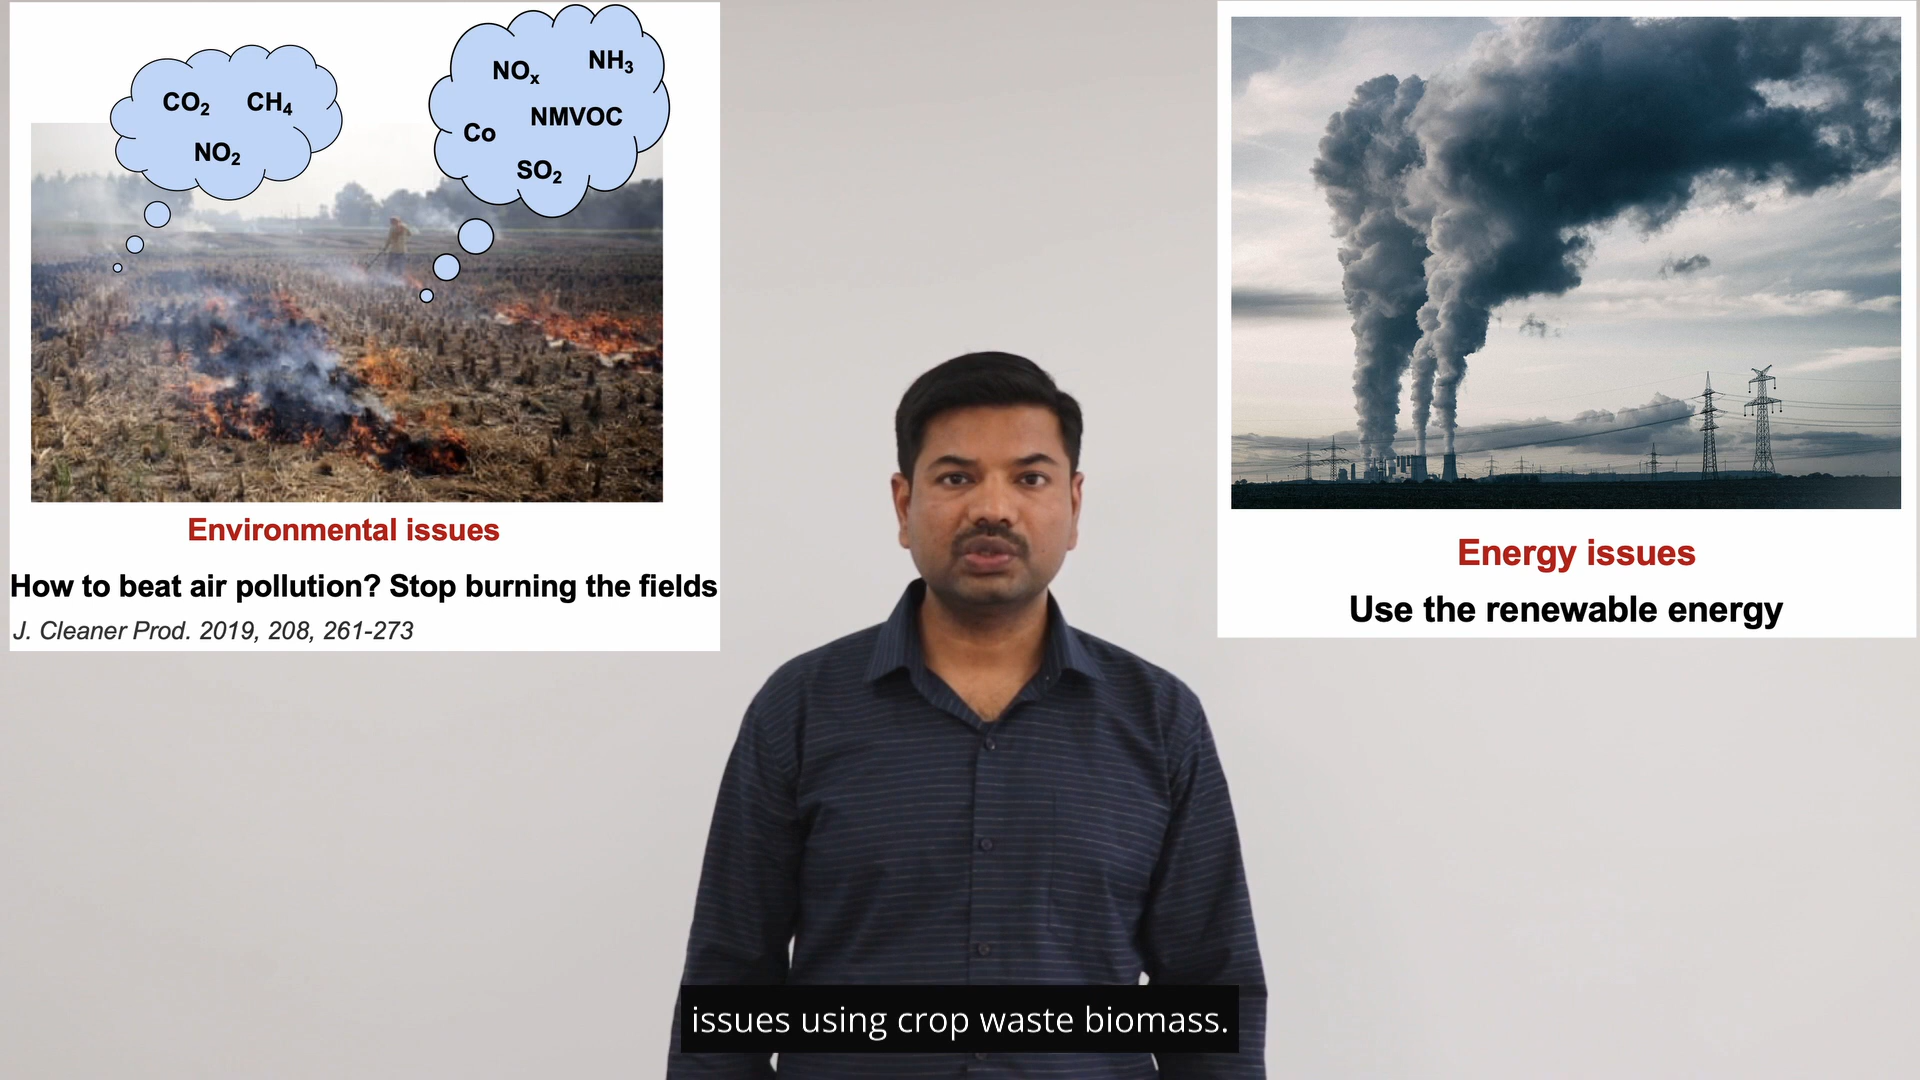 CO₂ CH₄
NO₂
NOₓ NH₃
NMVOC
Co
SO₂
Environmental issues
How to beat air pollution? Stop burning the fields
J. Cleaner Prod. 2019, 208, 261-273
Energy issues
Use the renewable energy
issues using crop waste biomass.